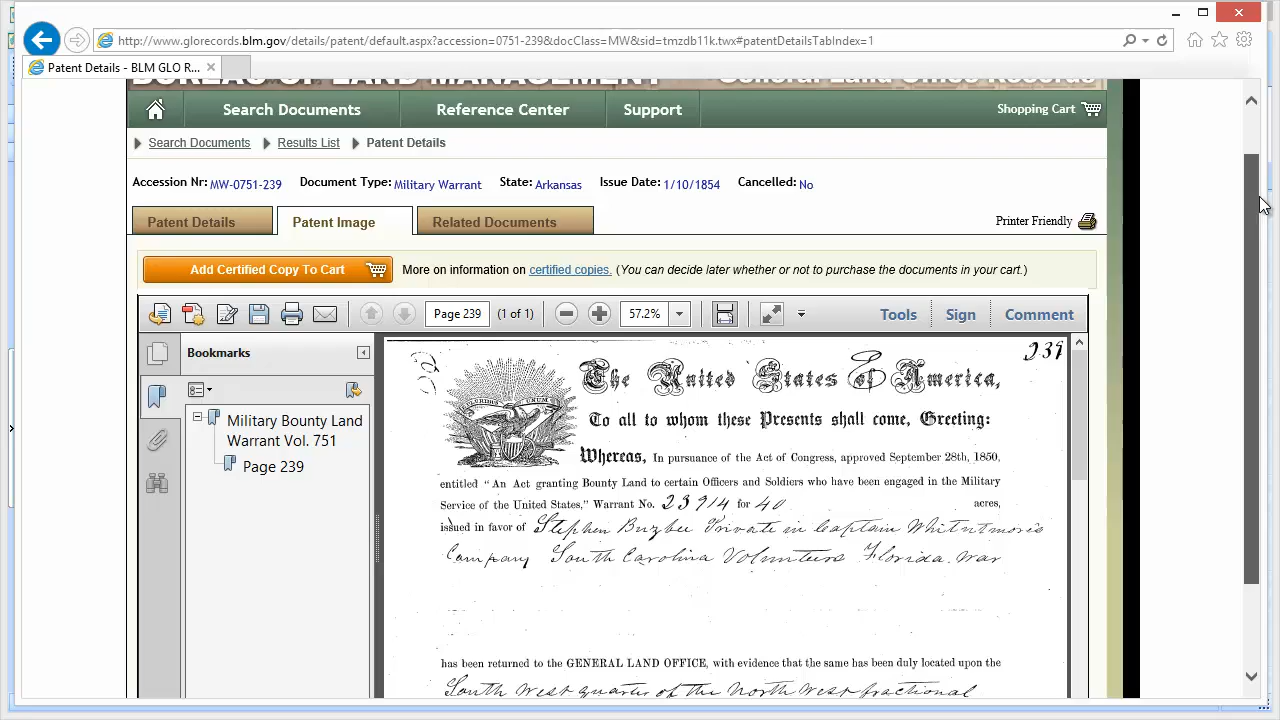 http://www.glorecords.blm.gov/details/patent/default.aspx?accession=0751-239&docClass=MW&sid=tmzdb11k.twx#patentDetailsTabIndex=1
Patent Details - BLM GLO R...
BUREAU OF LAND MANAGEMENT General Land Office Records
Search Documents Reference Center Support Shopping Cart
Search Documents Results List Patent Details
Accession Nr: MW-0751-239 Document Type: Military Warrant State: Arkansas Issue Date: 1/10/1854 Cancelled: No
Patent Details Patent Image Related Documents Printer Friendly
Add Certified Copy To Cart More on information on certified copies. (You can decide later whether or not to purchase the documents in your cart.)
Page 239 (1 of 1) 57.2% Tools Sign Comment
Bookmarks
Military Bounty Land
Warrant Vol. 751
Page 239
239
The United States of America,
To all to whom these Presents shall come, Greeting:
Whereas, In pursuance of the Act of Congress, approved September 28th, 1850,
entitled “An Act granting Bounty Land to certain Officers and Soldiers who have been engaged in the Military
Service of the United States,” Warrant No. 23914 for 40 acres,
issued in favor of Stephen Buzbee Private in Captain Whitntmore's
Company South Carolina Volunteers Florida War
has been returned to the GENERAL LAND OFFICE, with evidence that the same has been duly located upon the
South West quarter of the North West fractional